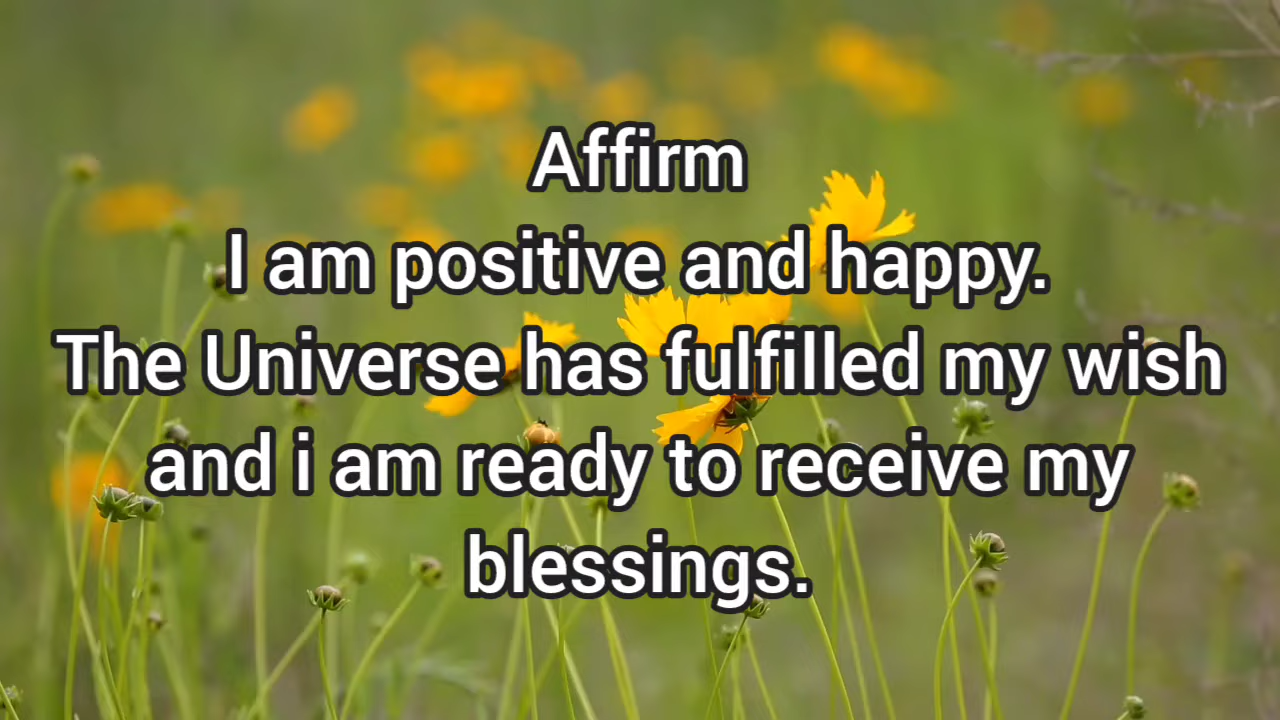 Affirm
I am positive and happy.
The Universe has fulfilled my wish
and i am ready to receive my
blessings.